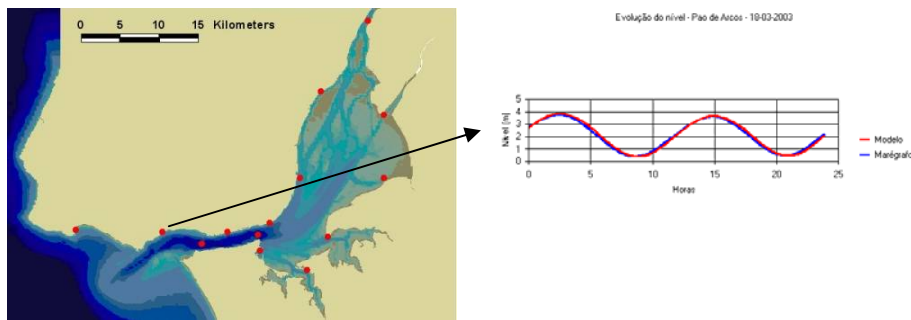 0 5 10 15 Kilometers
Evolução do nível - Pao de Arcos - 18-03-2003
Nível [m]
5
4
3
2
1
0
0 5 10 15 20 25
Horas
Modelo
Marégrafo